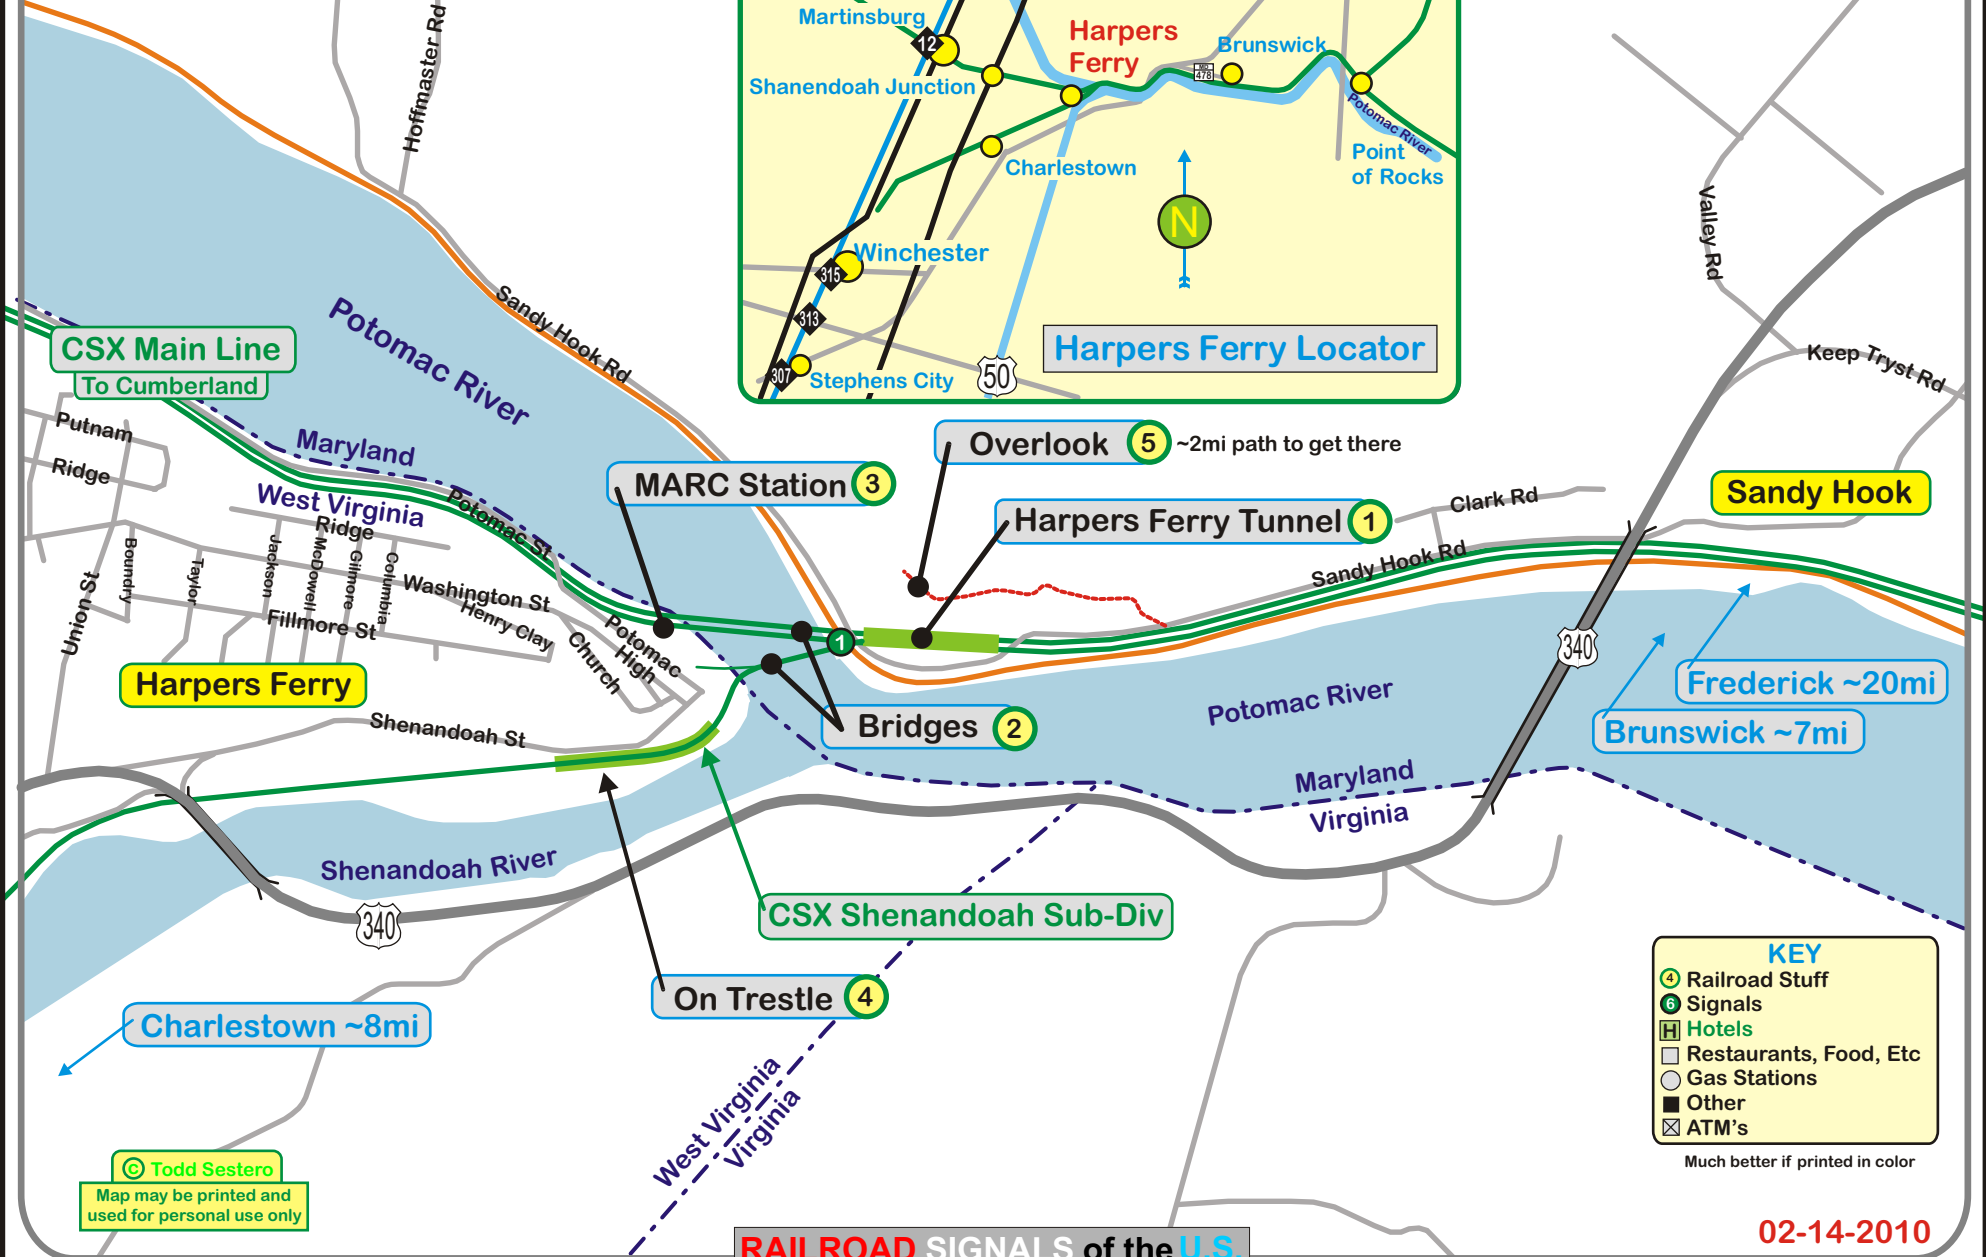 Martinsburg
12
Shanendoah Junction
Harpers
Ferry
Brunswick
MP
478
Potomac River
Point
of Rocks
Charlestown
N
Winchester
315
313
307
Stephens City
50
Harpers Ferry Locator
Hoffmaster Rd
Valley Rd
Keep Tryst Rd
Sandy Hook Rd
Potomac River
CSX Main Line
To Cumberland
Putnam
Ridge
Maryland
West Virginia
Potomac St
Ridge
Overlook 5 ~2mi path to get there
MARC Station 3
Harpers Ferry Tunnel 1
Clark Rd
Sandy Hook
Sandy Hook Rd
Union St
Boundry
Taylor
Jackson
McDowell
Gilmore
Columbia
Washington St
Henry Clay
Fillmore St
Church
Potomac
High
1
340
Harpers Ferry
Shenandoah St
Bridges 2
Potomac River
Frederick ~20mi
Brunswick ~7mi
Maryland
Virginia
Shenandoah River
340
CSX Shenandoah Sub-Div
On Trestle 4
Charlestown ~8mi
West Virginia
Virginia
KEY
4 Railroad Stuff
6 Signals
H Hotels
Restaurants, Food, Etc
Gas Stations
Other
ATM's
Much better if printed in color
© Todd Sestero
Map may be printed and
used for personal use only
02-14-2010
RAILROAD SIGNALS of the U.S.